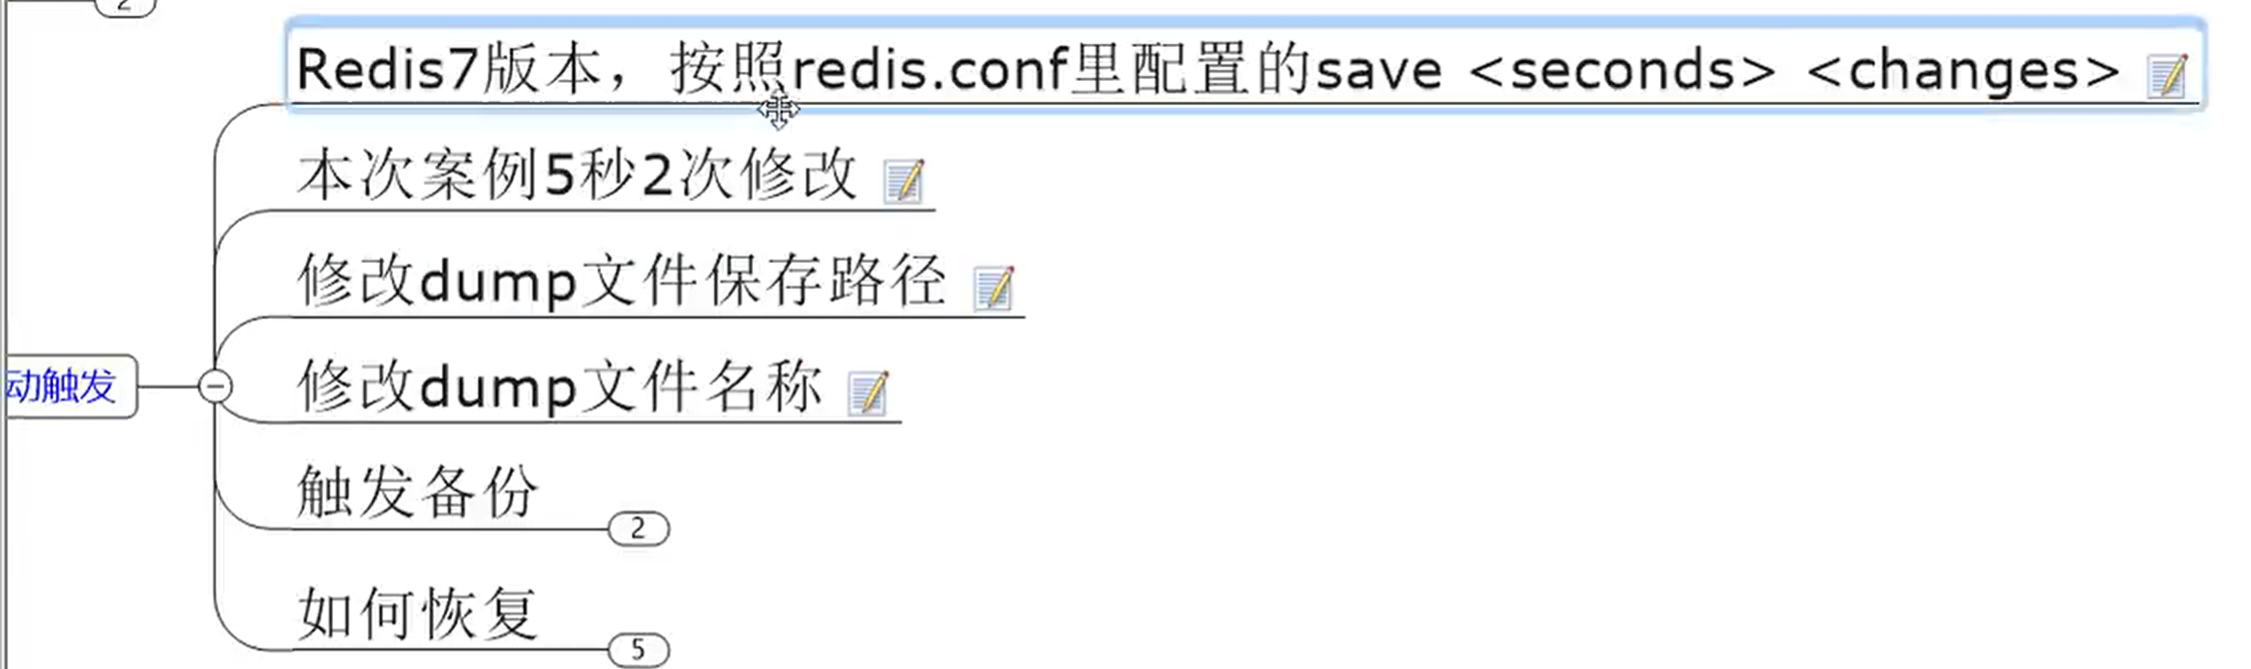 2
Redis7版本，按照redis.conf里配置的save <seconds> <changes>
本次案例5秒2次修改
修改dump文件保存路径
修改dump文件名称
动触发
触发备份
2
如何恢复
5